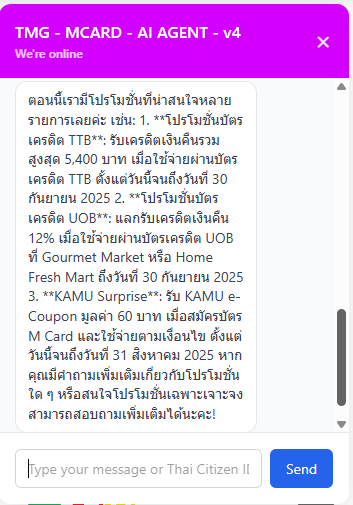 TMG - MCARD - AI AGENT - v4
We're online
ตอนนี้เรามีโปรโมชั่นที่น่าสนใจหลาย
รายการเลยค่ะ เช่น: 1. **โปรโมชั่นบัตร
เครดิต TTB**: รับเครดิตเงินคืนรวม
สูงสุด 5,400 บาท เมื่อใช้จ่ายผ่านบัตร
เครดิต TTB ตั้งแต่วันนี้จนถึงวันที่ 30
กันยายน 2025 2. **โปรโมชั่นบัตร
เครดิต UOB**: แลกรับเครดิตเงินคืน
12% เมื่อใช้จ่ายผ่านบัตรเครดิต UOB
ที่ Gourmet Market หรือ Home
Fresh Mart ถึงวันที่ 30 กันยายน 2025
3. **KAMU Surprise**: รับ KAMU e-
Coupon มูลค่า 60 บาท เมื่อสมัครบัตร
M Card และใช้จ่ายตามเงื่อนไข ตั้งแต่
วันนี้จนถึงวันที่ 31 สิงหาคม 2025 หาก
คุณมีคำถามเพิ่มเติมเกี่ยวกับโปรโมชั่น
ใด ๆ หรือสนใจโปรโมชั่นเฉพาะเจาะจง
สามารถสอบถามเพิ่มเติมได้นะคะ!
Type your message or Thai Citizen
Send